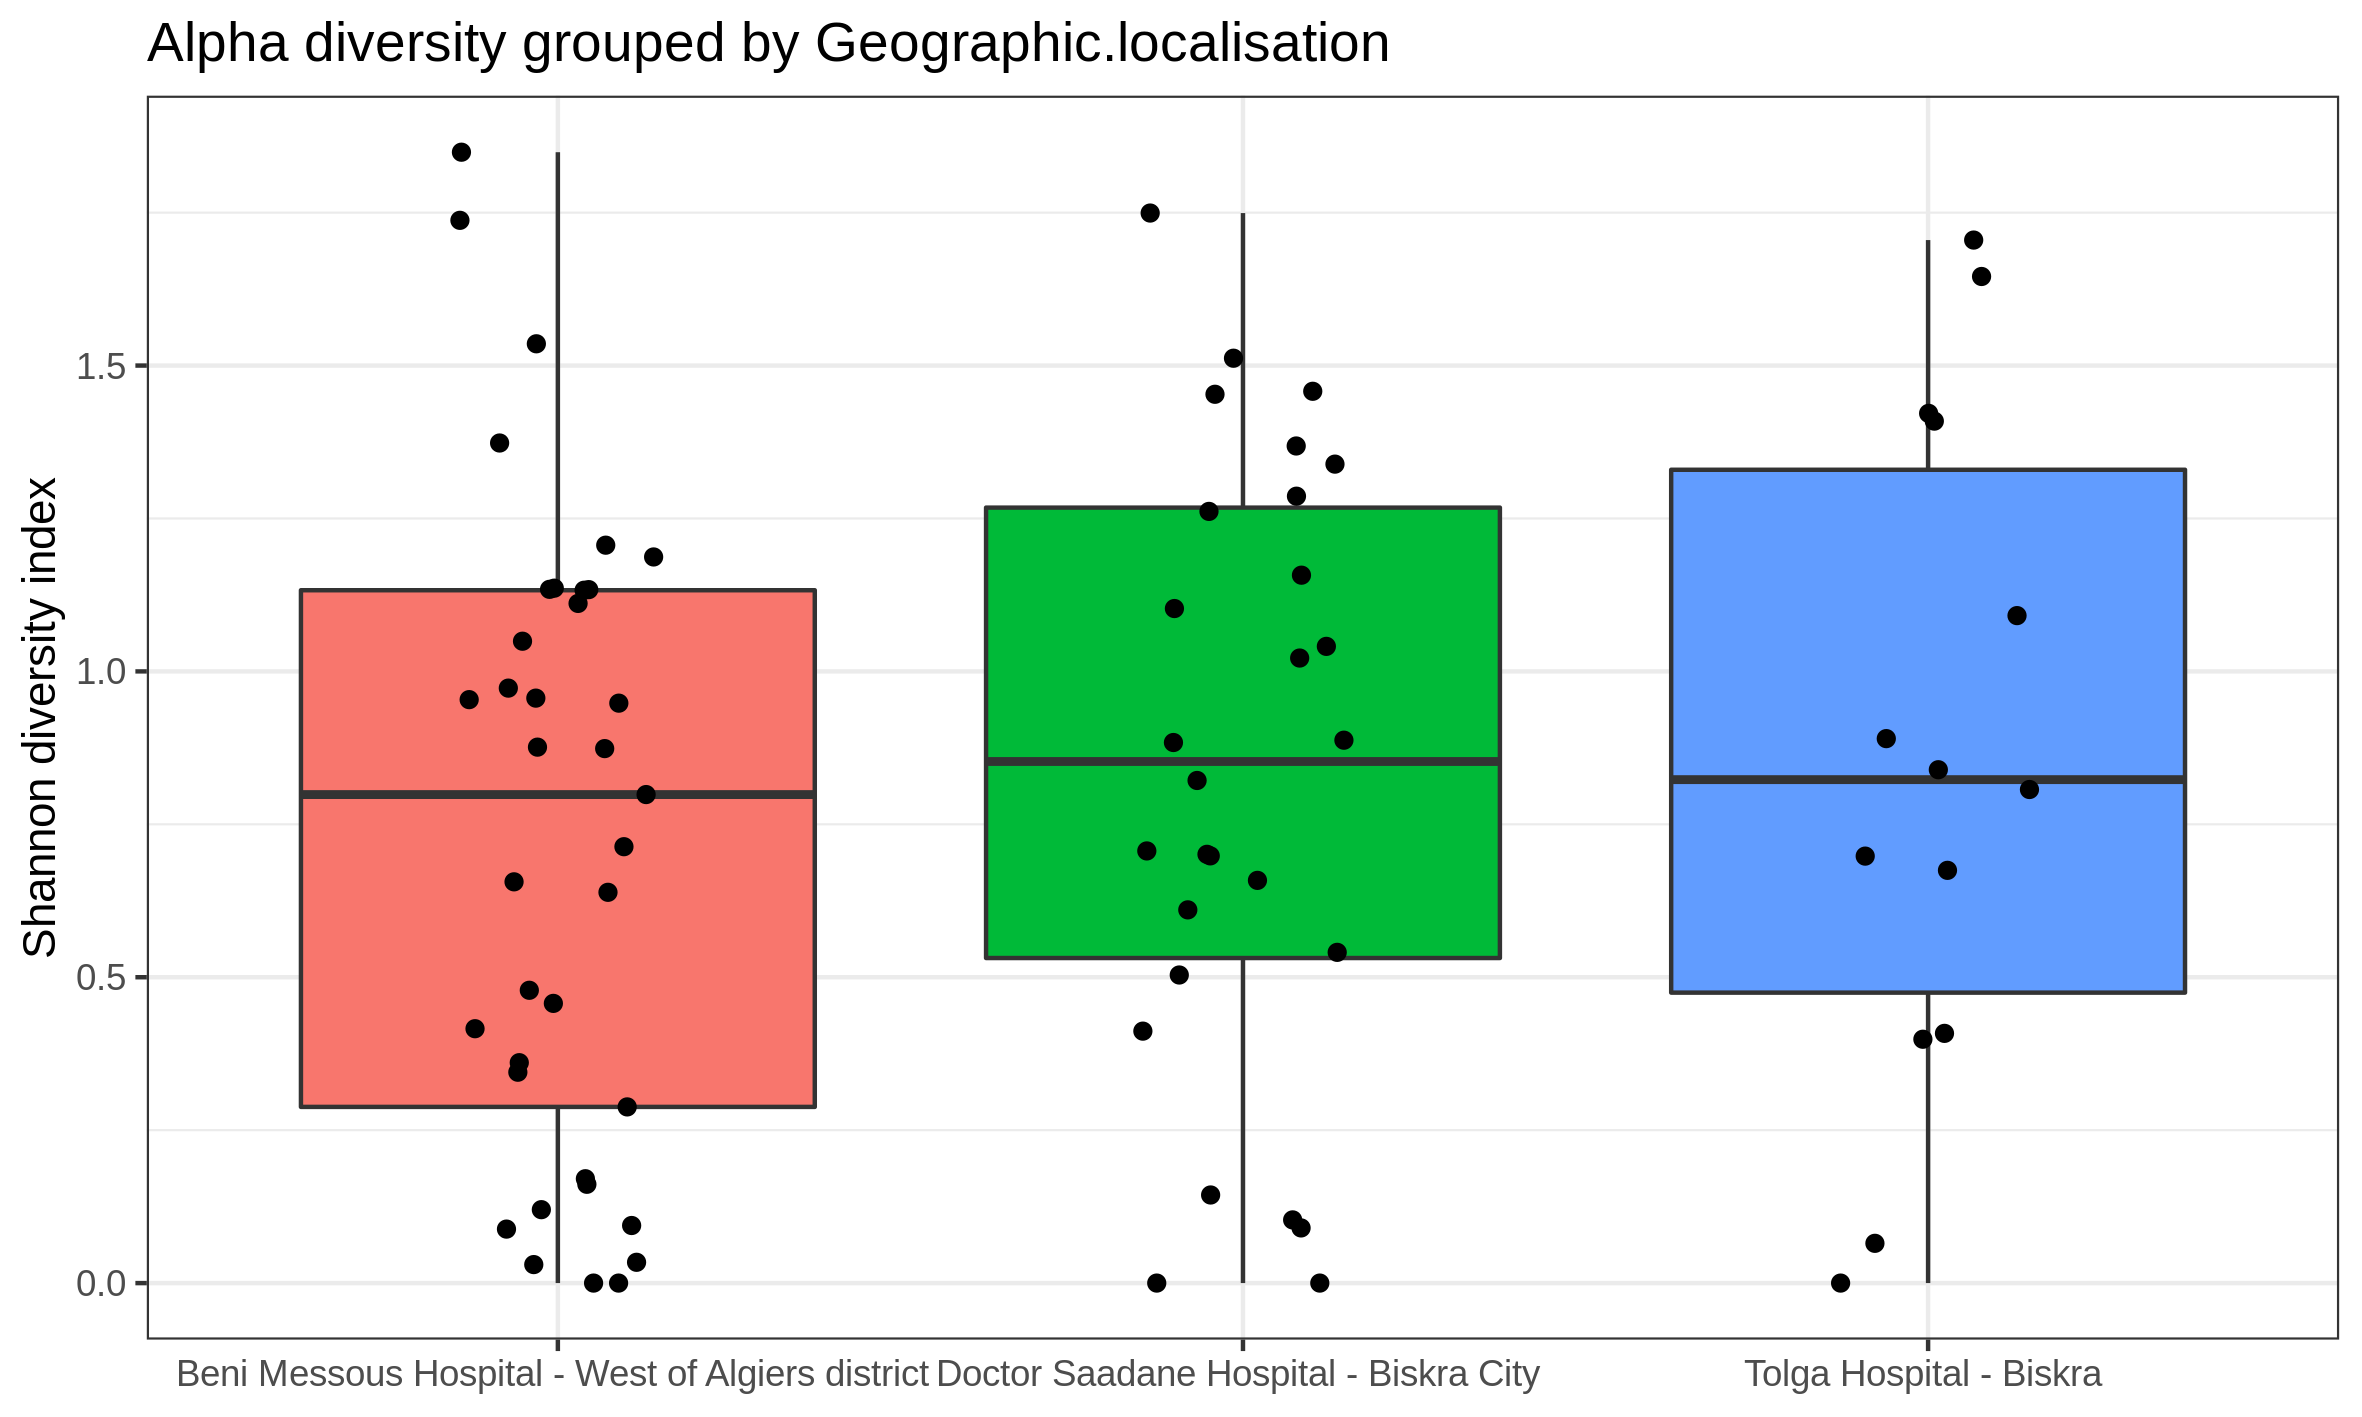 Alpha diversity grouped by Geographic.localisation
Shannon diversity index
1.5
1.0
0.5
0.0
Beni Messous Hospital - West of Algiers district
Doctor Saadane Hospital - Biskra City
Tolga Hospital - Biskra